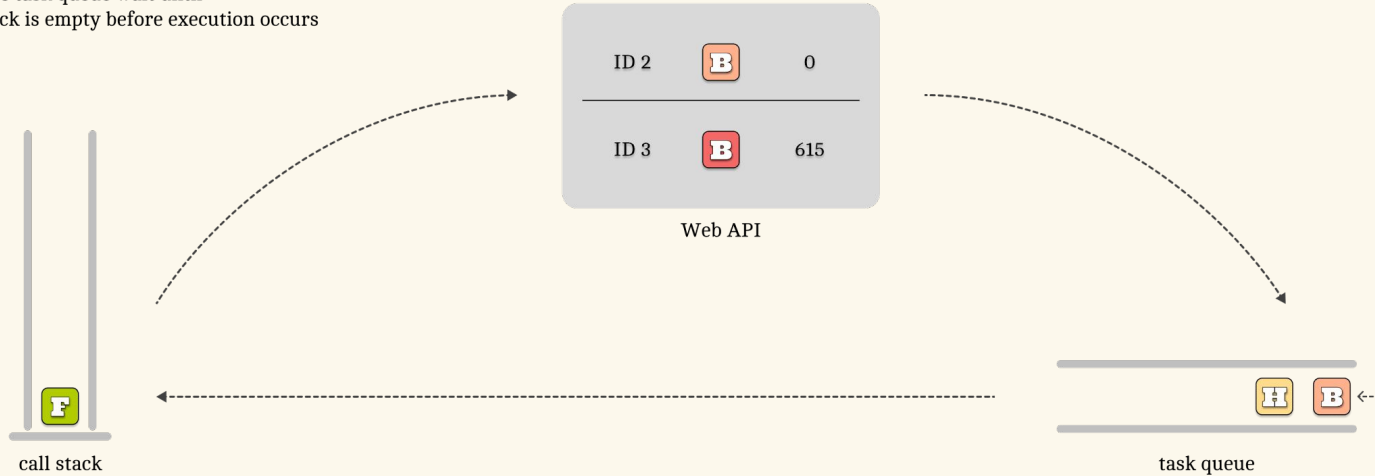 ck is empty before execution occurs
ID 2 B 0
ID 3 B 615
Web API
F
H B
call stack
task queue